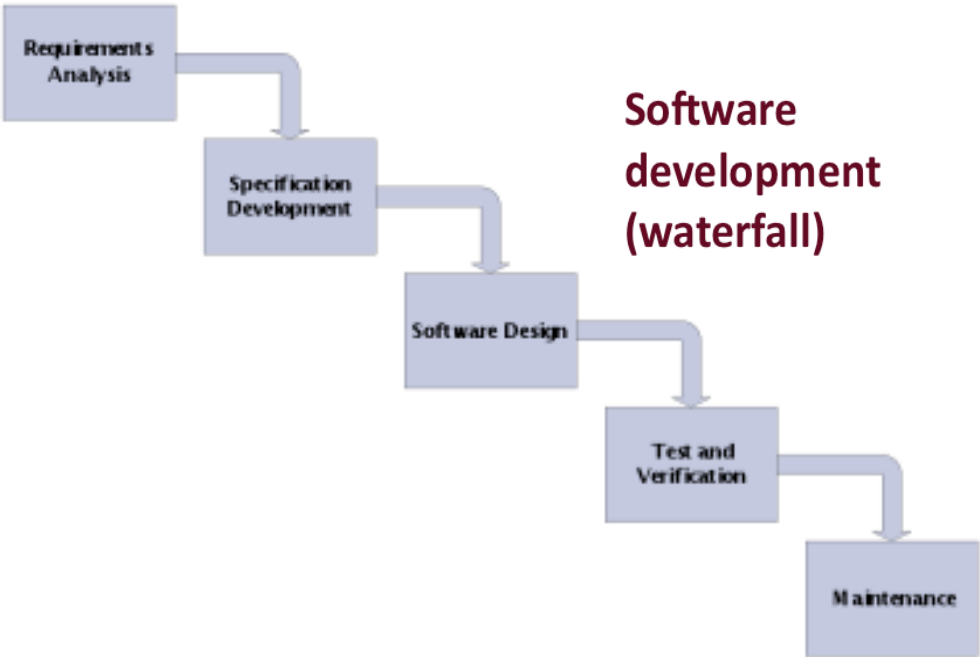 Requirements
Analysis
Software
development
(waterfall)
Specification
Development
Software Design
Test and
Verification
Maintenance